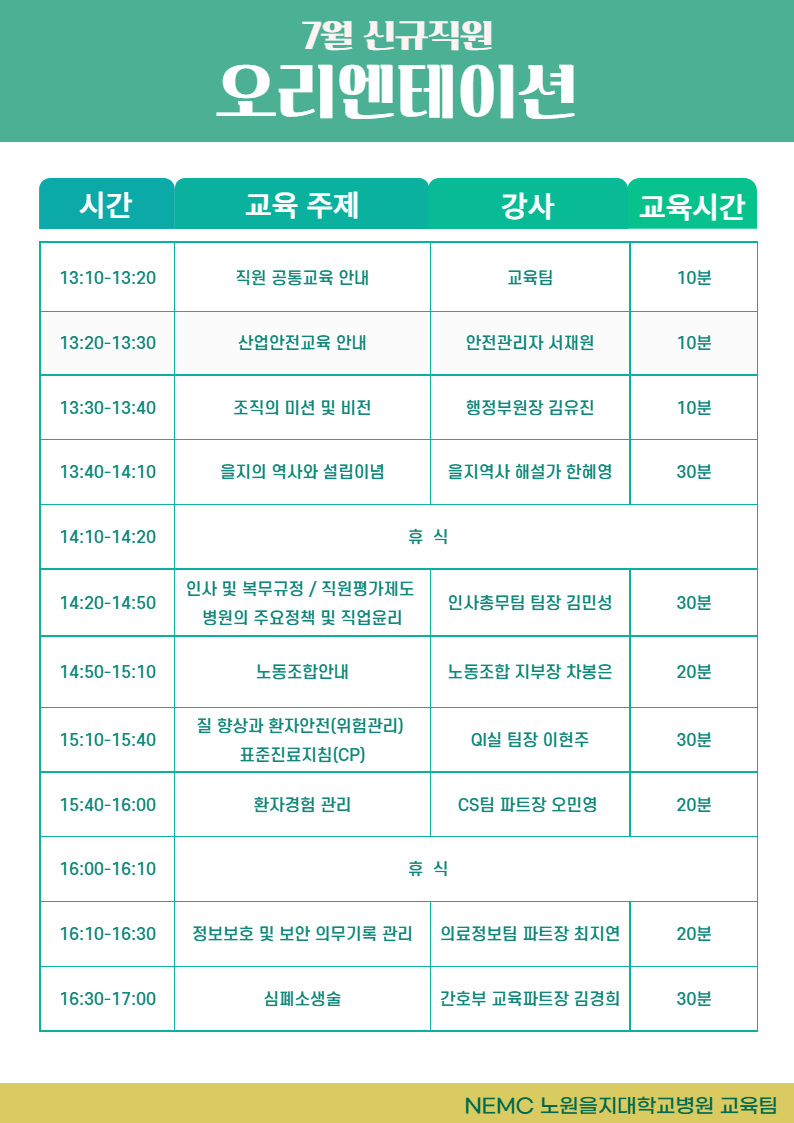 7월 신규직원
오리엔테이션
시간 교육 주제 강사 교육시간
13:10-13:20 직원 공통교육 안내 교육팀 10분
13:20-13:30 산업안전교육 안내 안전관리자 서재원 10분
13:30-13:40 조직의 미션 및 비전 행정부원장 김유진 10분
13:40-14:10 을지의 역사와 설립이념 을지역사 해설가 한혜영 30분
14:10-14:20 휴 식
14:20-14:50 인사 및 복무규정 / 직원평가제도
병원의 주요정책 및 직업윤리 인사총무팀 팀장 김민성 30분
14:50-15:10 노동조합안내 노동조합 지부장 차봉은 20분
15:10-15:40 질 향상과 환자안전(위험관리)
표준진료지침(CP) QI실 팀장 이현주 30분
15:40-16:00 환자경험 관리 CS팀 파트장 오민영 20분
16:00-16:10 휴 식
16:10-16:30 정보보호 및 보안 의무기록 관리 의료정보팀 파트장 최지연 20분
16:30-17:00 심폐소생술 간호부 교육파트장 김경희 30분
NEMC 노원을지대학교병원 교육팀